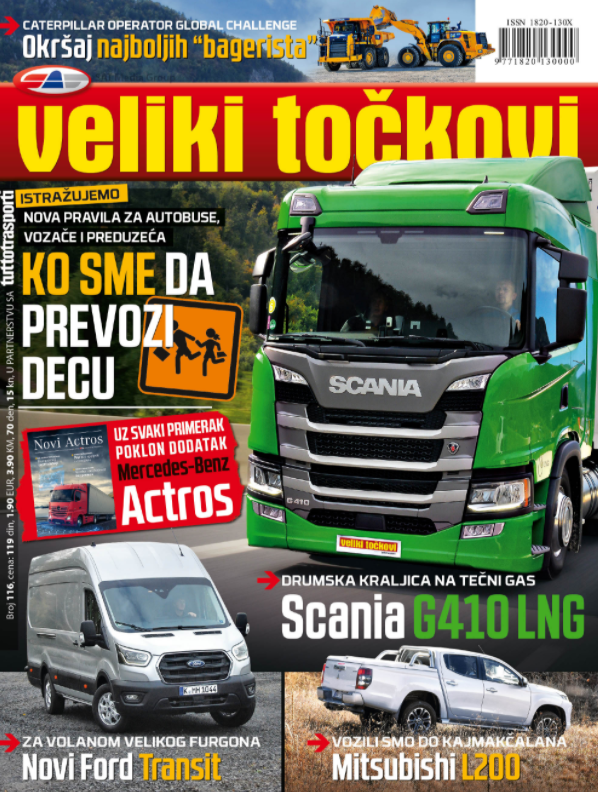 CATERPILLAR OPERATOR GLOBAL CHALLENGE
Okršaj najboljih "bagerista"
ISSN 1820-130X
9 771820 130000
veliki točkovi
tuttotrasporti
Broj 116, cena: 119 din, 1.90 EUR, 3.90 KM, 70 den, 15 kn, U PARTNERSTVU SA
ISTRAŽUJEMO
NOVA PRAVILA ZA AUTOBUSE,
VOZAČE I PREDUZEĆA
KO SME DA
PREVOZI
DECU
SCANIA
G 410
veliki točkovi
Novi Actros
UZ SVAKI PRIMERAK
POKLON DODATAK
Mercedes-Benz
Actros
DRUMSKA KRALJICA NA TEČNI GAS
Scania G410 LNG
Ford
K·MH 1044
ZA VOLANOM VELIKOG FURGONA
Novi Ford Transit
VOZILI SMO DO KAJMAKČALANA
Mitsubishi L200